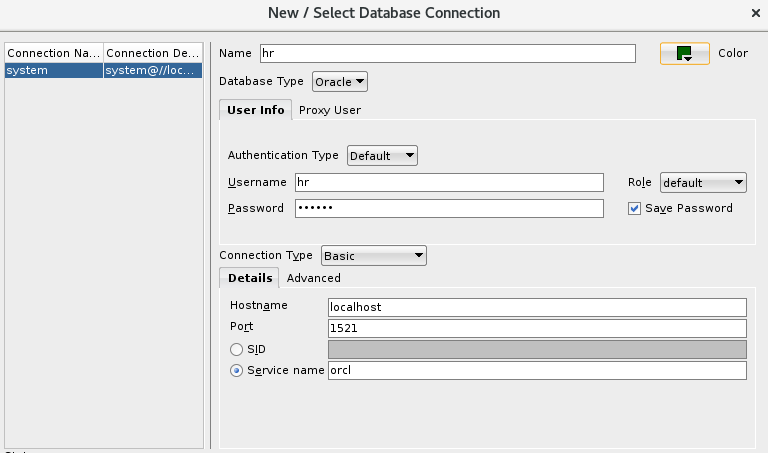 New / Select Database Connection
Connection Na... Connection De...
system system@//loc...
Name hr Color
Database Type Oracle
User Info Proxy User
Authentication Type Default
Username hr Role default
Password •••••• Save Password
Connection Type Basic
Details Advanced
Hostname localhost
Port 1521
SID
Service name orcl